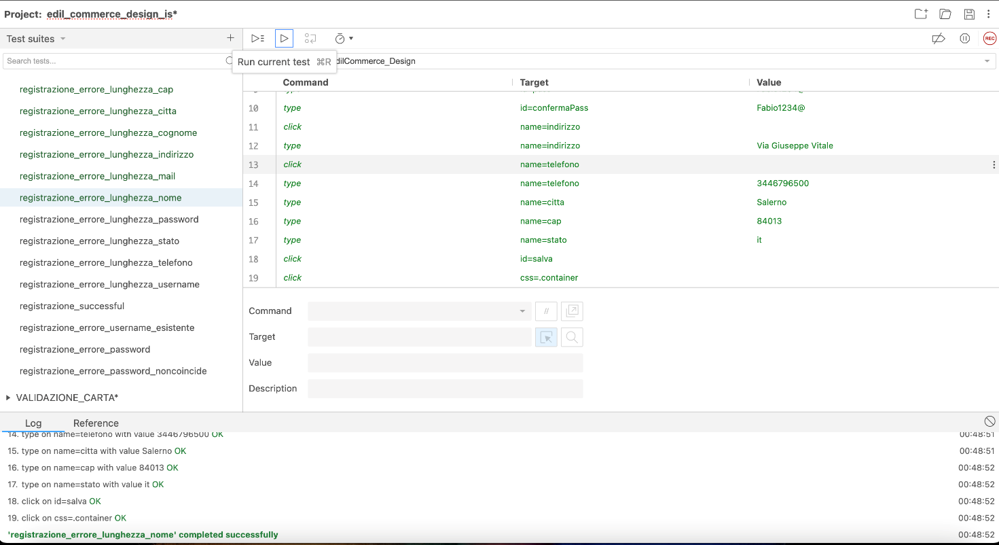 Project: edil_commerce_design_is*
Test suites
Search tests...
Run current test ⌘R
dilCommerce_Design
REC
registrazione_errore_lunghezza_cap
registrazione_errore_lunghezza_citta
registrazione_errore_lunghezza_cognome
registrazione_errore_lunghezza_indirizzo
registrazione_errore_lunghezza_mail
registrazione_errore_lunghezza_nome
registrazione_errore_lunghezza_password
registrazione_errore_lunghezza_stato
registrazione_errore_lunghezza_telefono
registrazione_errore_lunghezza_username
registrazione_successful
registrazione_errore_username_esistente
registrazione_errore_password
registrazione_errore_password_noncoincide
VALIDAZIONE_CARTA*
Command Target Value
10 type id=confermaPass Fabio1234@
11 click name=indirizzo
12 type name=indirizzo Via Giuseppe Vitale
13 click name=telefono
14 type name=telefono 3446796500
15 type name=citta Salerno
16 type name=cap 84013
17 type name=stato it
18 click id=salva
19 click css=.container
Command //
Target
Value
Description
Log Reference
14. type on name=telefono with value 3446796500 OK 00:48:51
15. type on name=citta with value Salerno OK 00:48:51
16. type on name=cap with value 84013 OK 00:48:52
17. type on name=stato with value it OK 00:48:52
18. click on id=salva OK 00:48:52
19. click on css=.container OK 00:48:52
'registrazione_errore_lunghezza_nome' completed successfully 00:48:52